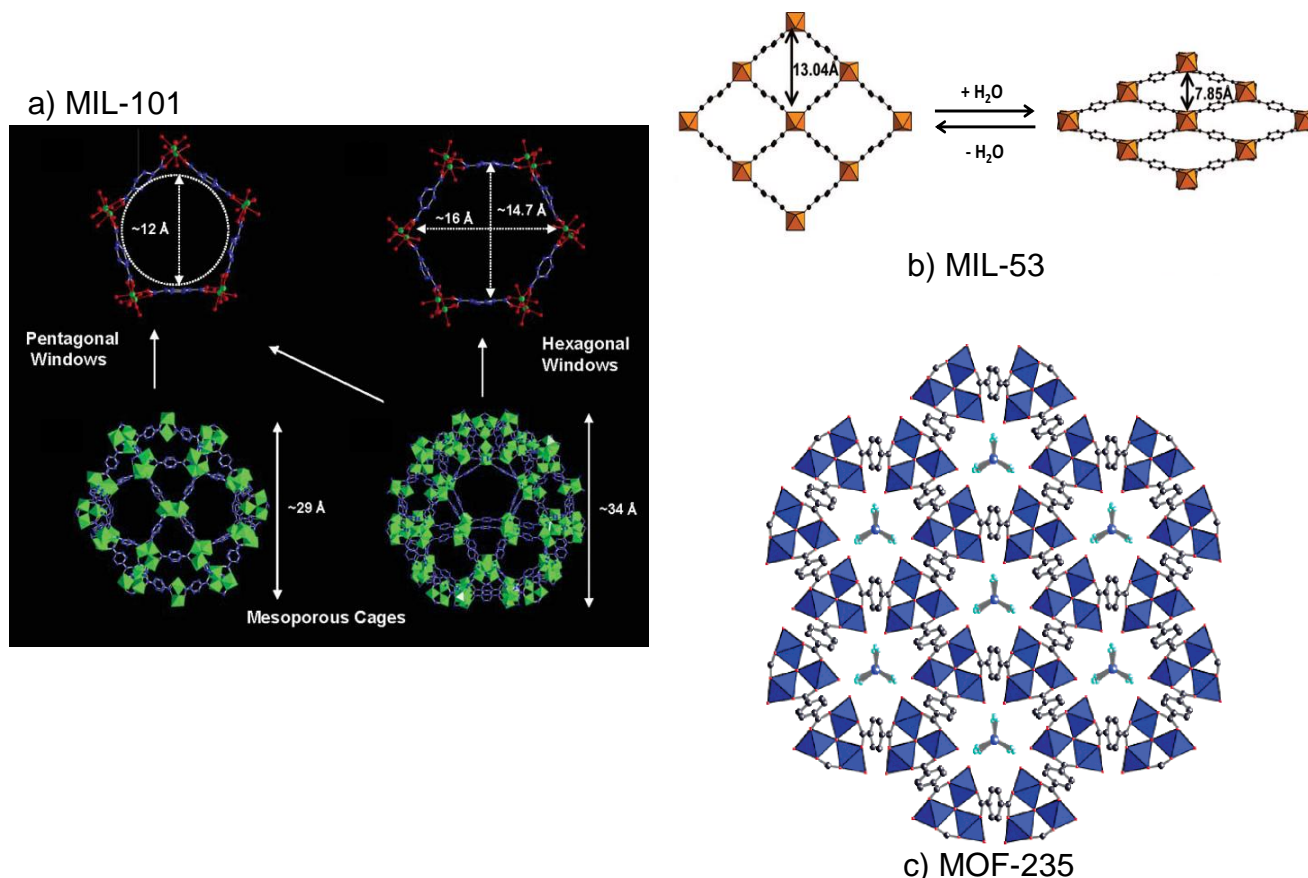 a) MIL-101
~12 Å
~16 Å
~14.7 Å
Pentagonal
Windows
Hexagonal
Windows
~29 Å
~34 Å
Mesoporous Cages
13.04Å
+ H₂O
- H₂O
7.85Å
b) MIL-53
c) MOF-235